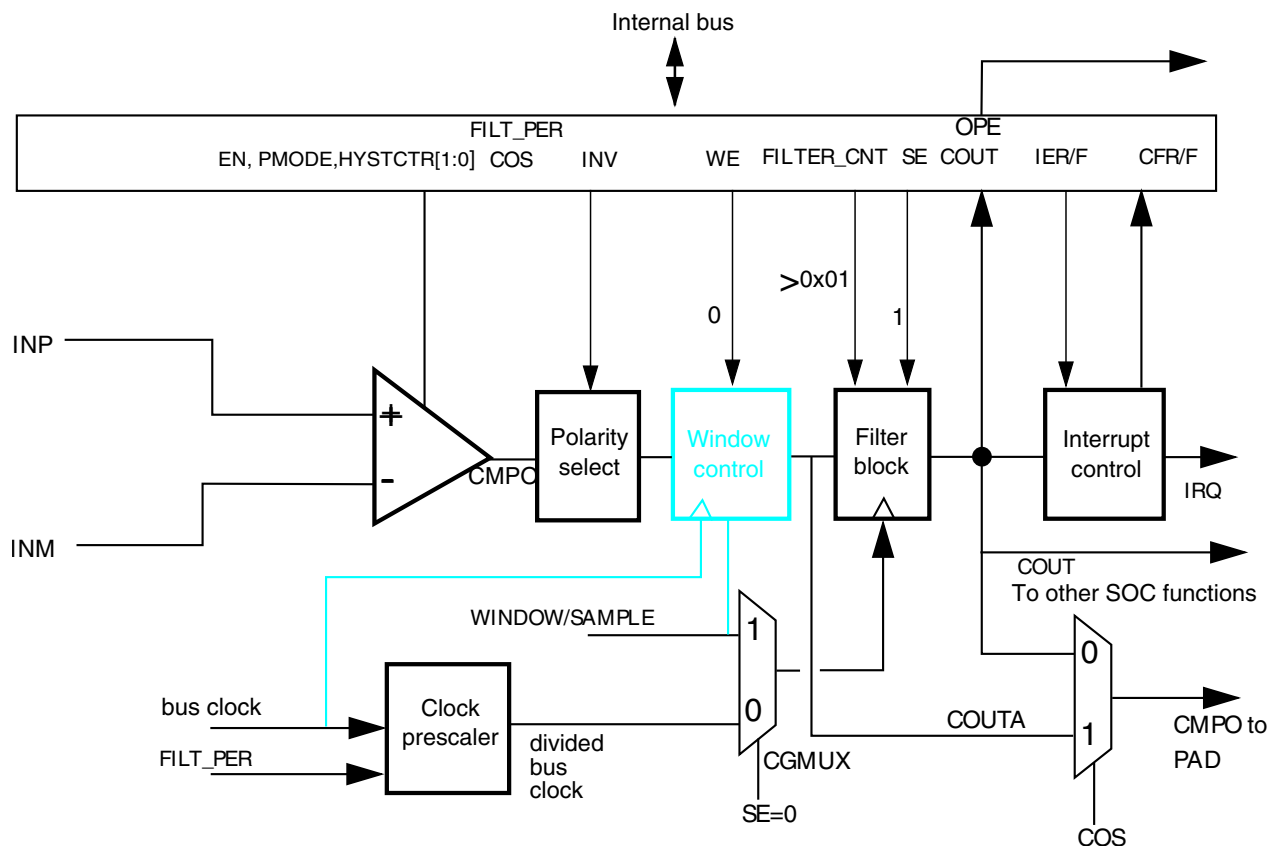 Internal bus
FILT_PER
OPE
EN, PMODE,HYSTCTR[1:0]
COS
INV
WE
FILTER_CNT
SE
COUT
IER/F
CFR/F
>0x01
0
1
INP
+
-
INM
CMPO
Polarity
select
Window
control
Filter
block
Interrupt
control
IRQ
COUT
To other SOC functions
WINDOW/SAMPLE
1
0
CGMUX
SE=0
bus clock
FILT_PER
Clock
prescaler
divided
bus
clock
COUTA
0
1
COS
CMPO to
PAD